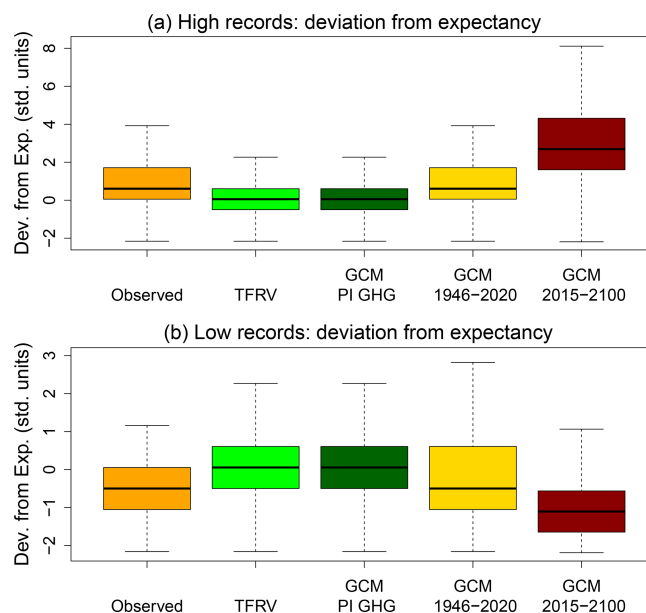 (a) High records: deviation from expectancy
Dev. from Exp. (std. units)
8
6
4
2
0
−2
Observed
TFRV
GCM
PI GHG
GCM
1946−2020
GCM
2015−2100
(b) Low records: deviation from expectancy
Dev. from Exp. (std. units)
3
2
1
0
−1
−2
Observed
TFRV
GCM
PI GHG
GCM
1946−2020
GCM
2015−2100